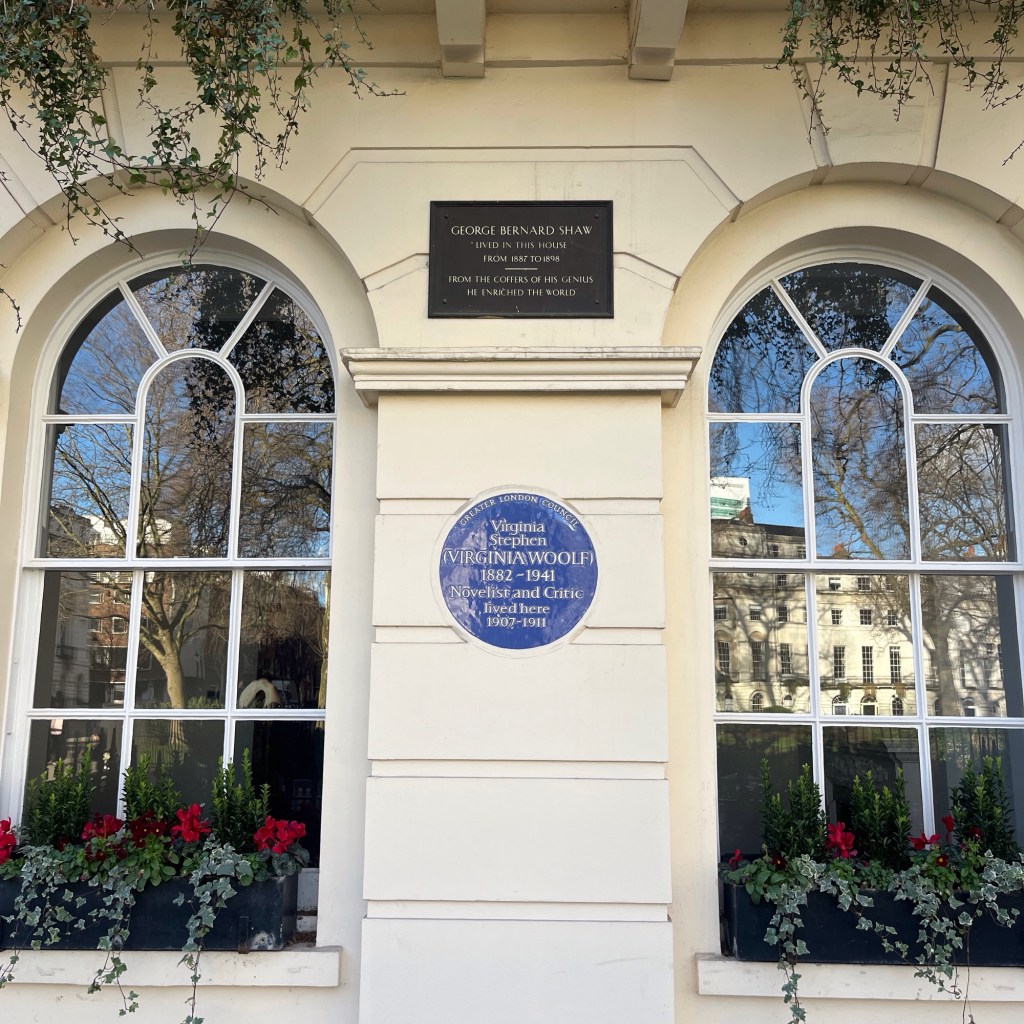 GEORGE BERNARD SHAW
"LIVED IN THIS HOUSE"
FROM 1887 TO 1898
FROM THE COFFERS OF HIS GENIUS
HE ENRICHED THE WORLD
GREATER LONDON COUNCIL
Virginia
Stephen
(VIRGINIA WOOLF)
1882-1941
Novelist and Critic
lived here
1907-1911